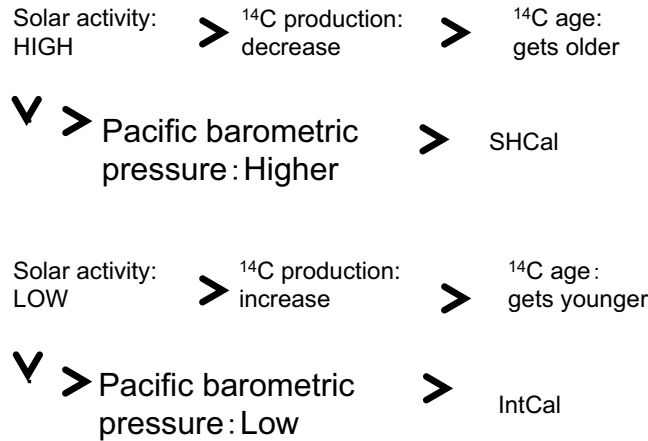 Solar activity: ¹⁴C production: ¹⁴C age:
HIGH decrease gets older
Pacific barometric
pressure：Higher SHCal
Solar activity: ¹⁴C production: ¹⁴C age：
LOW increase gets younger
Pacific barometric
pressure：Low IntCal